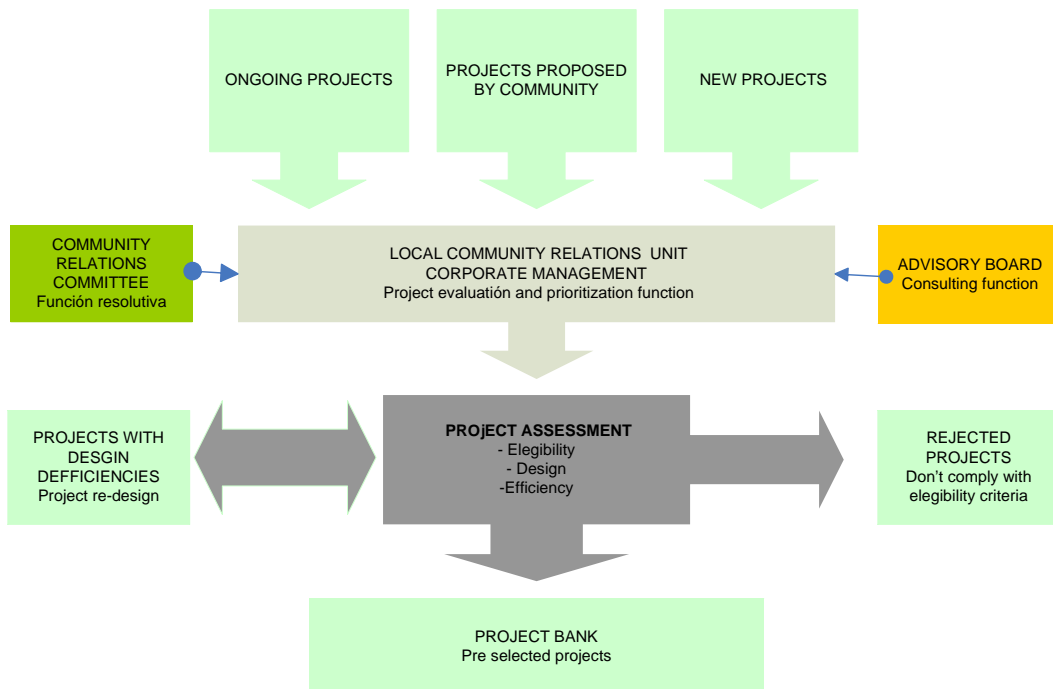 ONGOING PROJECTS
PROJECTS PROPOSED
BY COMMUNITY
NEW PROJECTS
COMMUNITY
RELATIONS
COMMITTEE
Función resolutiva
LOCAL COMMUNITY RELATIONS UNIT
CORPORATE MANAGEMENT
Project evaluatión and prioritization function
ADVISORY BOARD
Consulting function
PROJECTS WITH
DESGIN
DEFFICIENCIES
Project re-design
PROjECT ASSESSMENT
- Elegibility
- Design
-Efficiency
REJECTED
PROJECTS
Don't comply with
elegibility criteria
PROJECT BANK
Pre selected projects